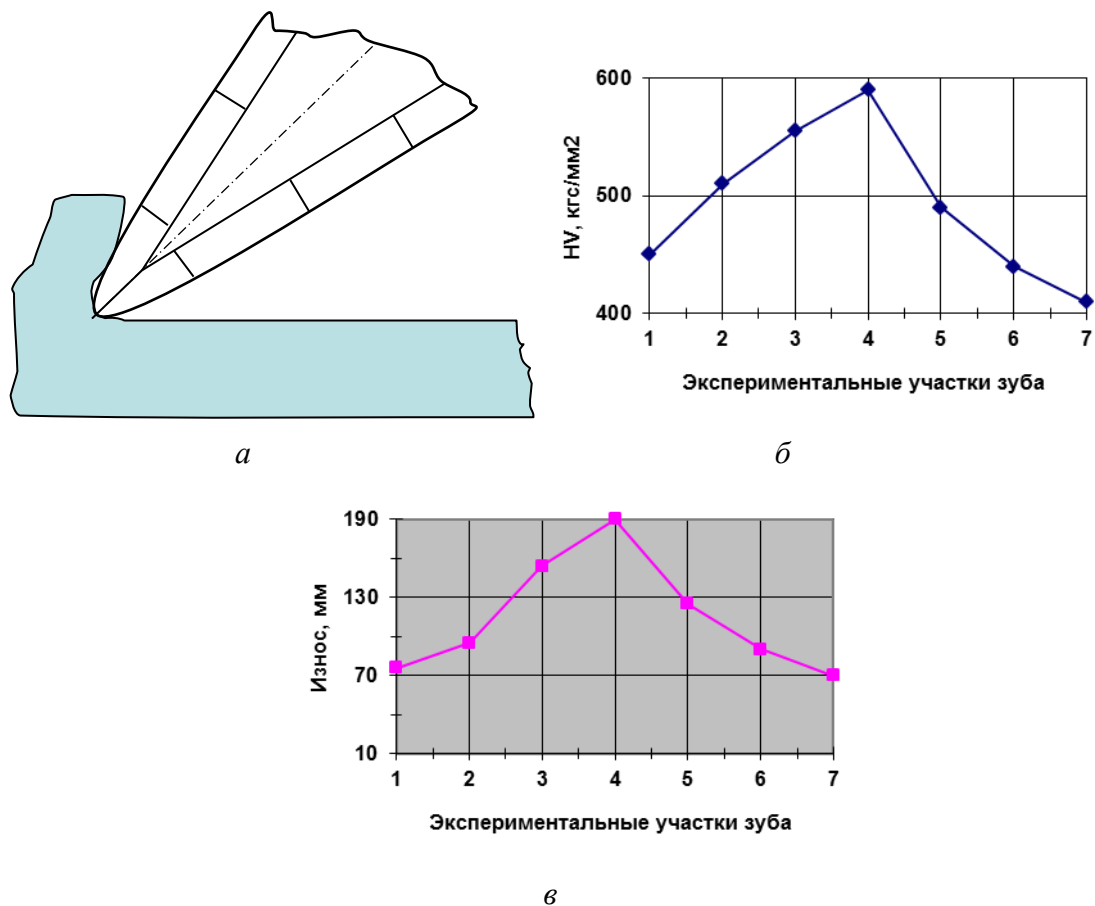 600
500
400
HV, кгс/мм2
1 2 3 4 5 6 7
Экспериментальные участки зуба
а
б
190
130
70
10
Износ, мм
1 2 3 4 5 6 7
Экспериментальные участки зуба
в